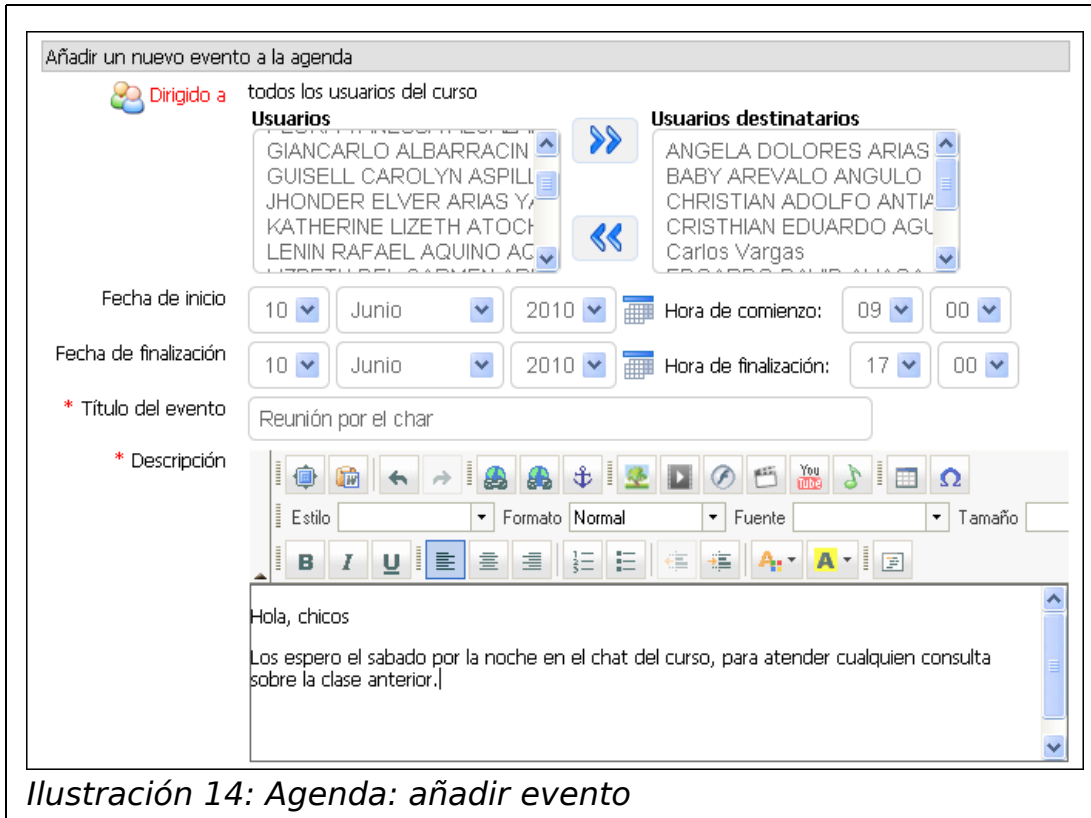 Añadir un nuevo evento a la agenda
Dirigido a todos los usuarios del curso
Usuarios Usuarios destinatarios
GIANCARLO ALBARRACIN ANGELA DOLORES ARIAS
GUISELL CAROLYN ASPILL BABY AREVALO ANGULO
JHONDER ELVER ARIAS YA CHRISTIAN ADOLFO ANTIA
KATHERINE LIZETH ATOCH CRISTHIAN EDUARDO AGU
LENIN RAFAEL AQUINO AQ Carlos Vargas
Fecha de inicio 10 Junio 2010 Hora de comienzo: 09 00
Fecha de finalización 10 Junio 2010 Hora de finalización: 17 00
* Título del evento Reunión por el char
* Descripción
You Tube Ω
Estilo Formato Normal Fuente Tamaño
B I U A A
Hola, chicos
Los espero el sabado por la noche en el chat del curso, para atender cualquien consulta
sobre la clase anterior.
Ilustración 14: Agenda: añadir evento